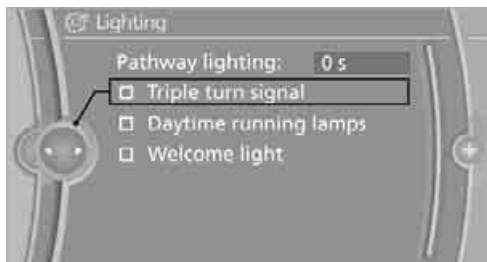 Lighting
Pathway lighting: 0 s
Triple turn signal
Daytime running lamps
Welcome light